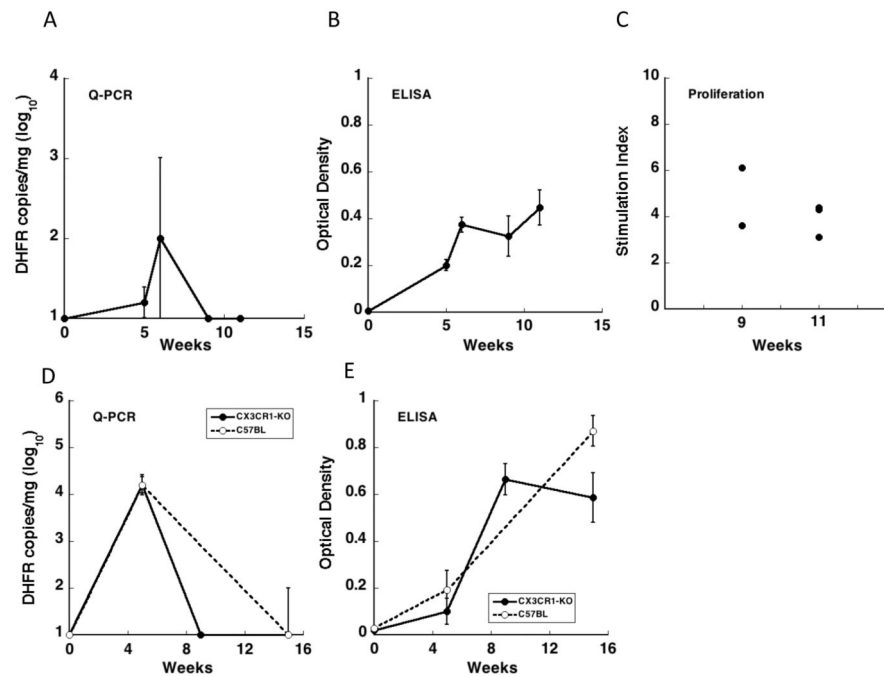 A
Q-PCR
DHFR copies/mg (log10)
4
3
2
1
0 5 10 15
Weeks
B
ELISA
Optical Density
1
0.8
0.6
0.4
0.2
0
0 5 10 15
Weeks
C
Proliferation
Stimulation Index
10
8
6
4
2
0
9 11
Weeks
D
Q-PCR
CX3CR1-KO
C57BL
DHFR copies/mg (log10)
6
5
4
3
2
1
0 4 8 12 16
Weeks
E
ELISA
Optical Density
1
0.8
0.6
0.4
0.2
0
CX3CR1-KO
C57BL
0 4 8 12 16
Weeks